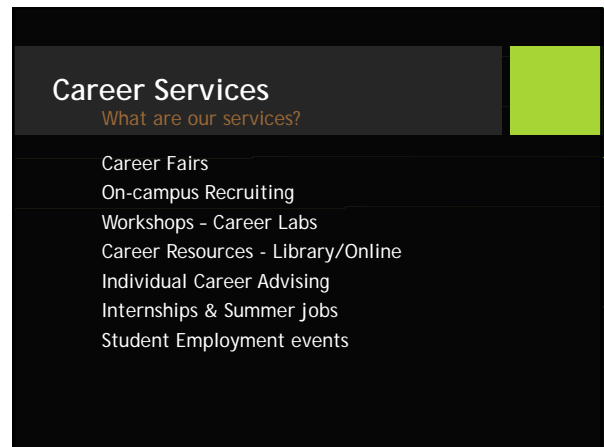 Career Services
What are our services?
Career Fairs
On-campus Recruiting
Workshops – Career Labs
Career Resources - Library/Online
Individual Career Advising
Internships & Summer jobs
Student Employment events